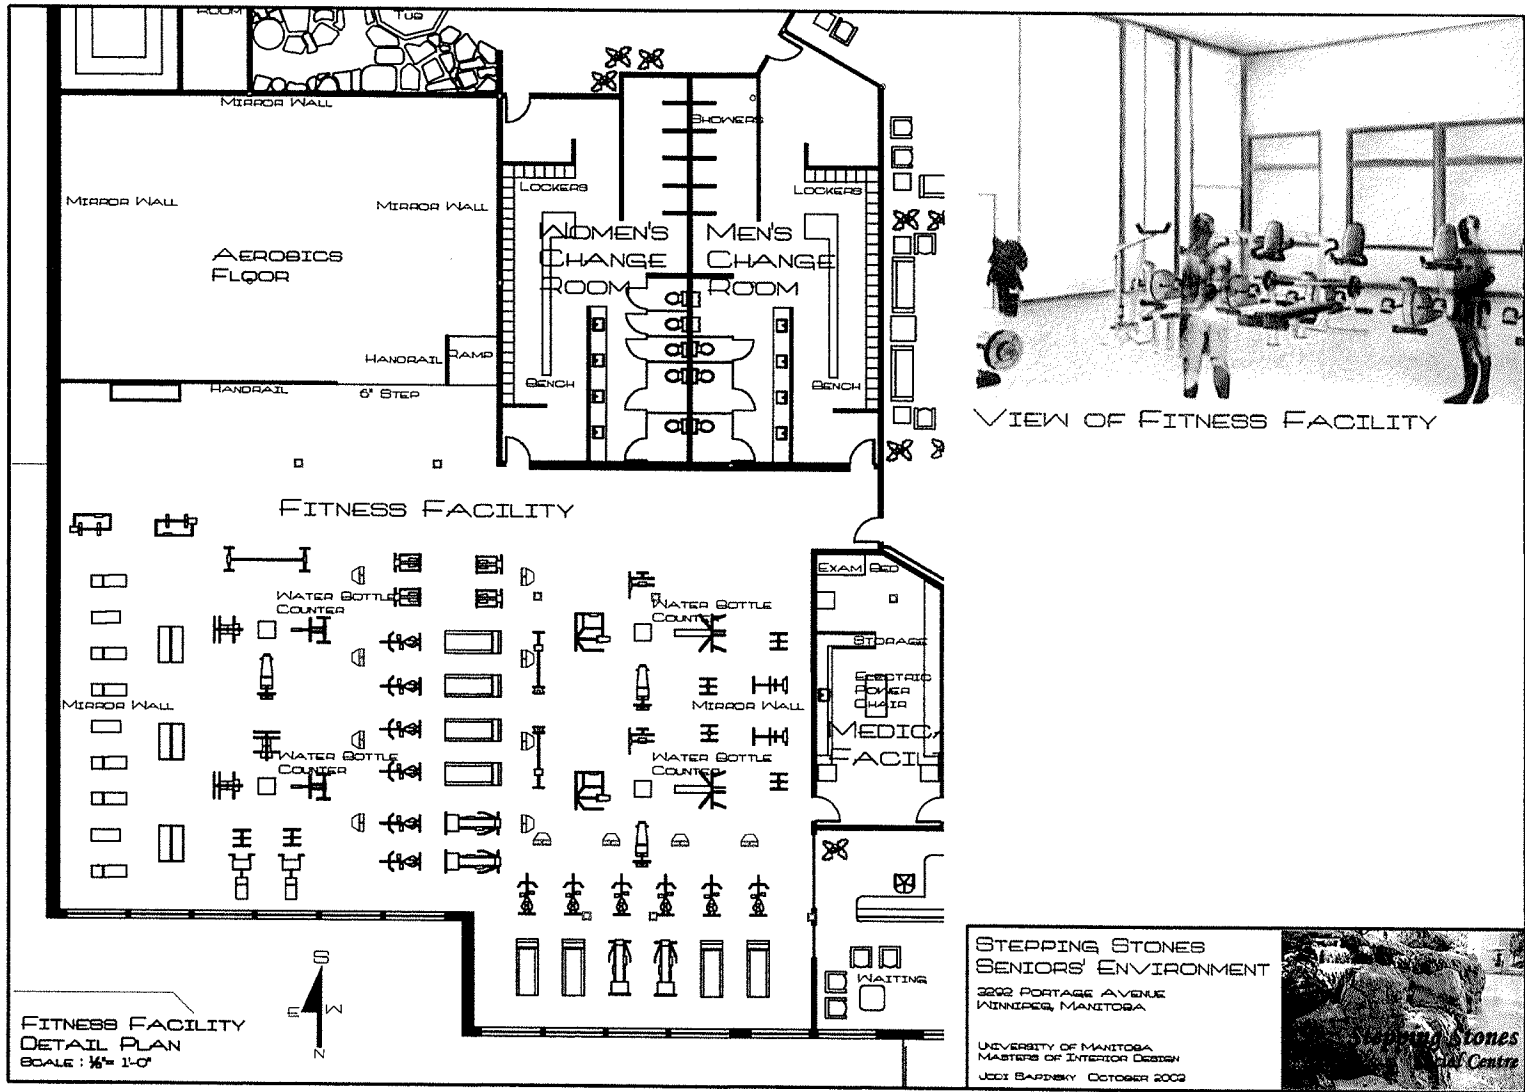 ROOM
TUB
MIRROR WALL
SHOWERS
LOCKERS
LOCKERS
MIRROR WALL
MIRROR WALL
AEROBICS
FLOOR
WOMEN'S
CHANGE
ROOM
MEN'S
CHANGE
ROOM
HANDRAIL
RAMP
BENCH
BENCH
HANDRAIL
6" STEP
VIEW OF FITNESS FACILITY
FITNESS FACILITY
EXAM BED
WATER BOTTLE
COUNTER
WATER BOTTLE
COUNTER
STORAGE
ELECTRIC
POWER
CHAIR
MIRROR WALL
MIRROR WALL
MEDICA
FACIL
WATER BOTTLE
COUNTER
WATER BOTTLE
COUNTER
WAITING
S
E
W
N
FITNESS FACILITY
DETAIL PLAN
SCALE : ⅛"= 1'-0"
STEPPING STONES
SENIORS' ENVIRONMENT
3292 PORTAGE AVENUE
WINNIPEG, MANITOBA
UNIVERSITY OF MANITOBA
MASTERS OF INTERIOR DESIGN
JODI OCTOBER 2002
Stepping Stones
Centre